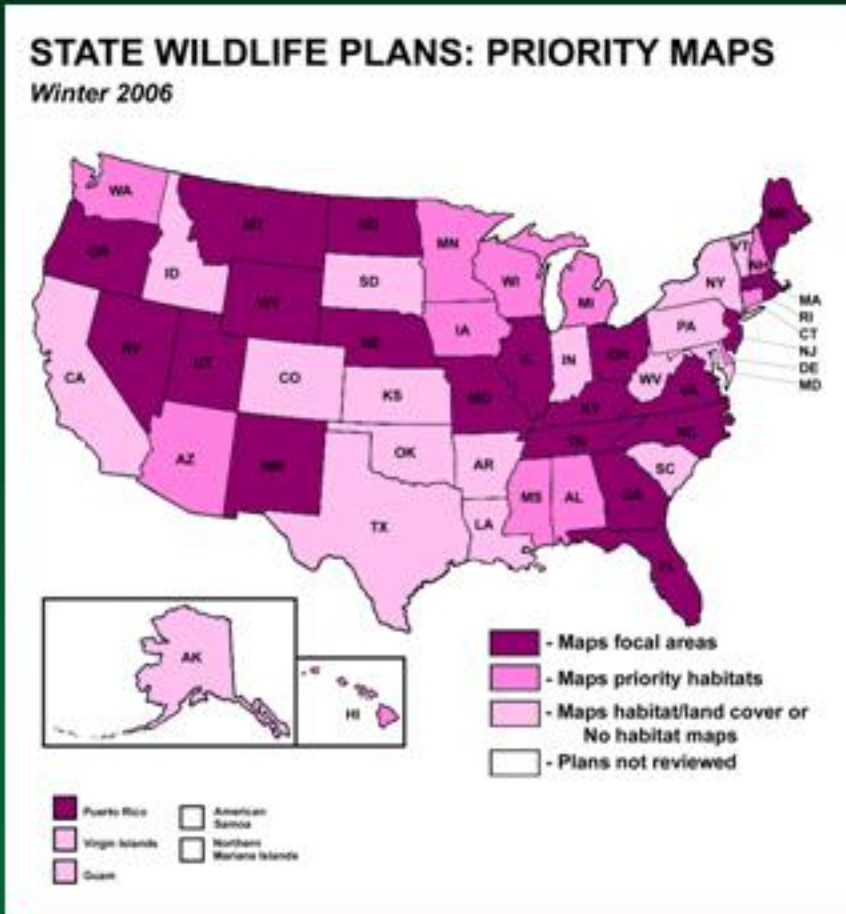 STATE WILDLIFE PLANS: PRIORITY MAPS
Winter 2006
WA
MT
ND
MN
ME
OR
ID
SD
WI
MI
VT
NH
NY
WY
IA
MA
RI
CT
NJ
DE
MD
NV
UT
NE
IL
IN
OH
PA
WV
VA
CA
CO
KS
MO
KY
AZ
NM
OK
AR
TN
NC
SC
TX
LA
MS
AL
GA
FL
AK
HI
- Maps focal areas
- Maps priority habitats
- Maps habitat/land cover or
No habitat maps
- Plans not reviewed
Puerto Rico
Virgin Islands
Guam
American
Samoa
Northern
Mariana Islands